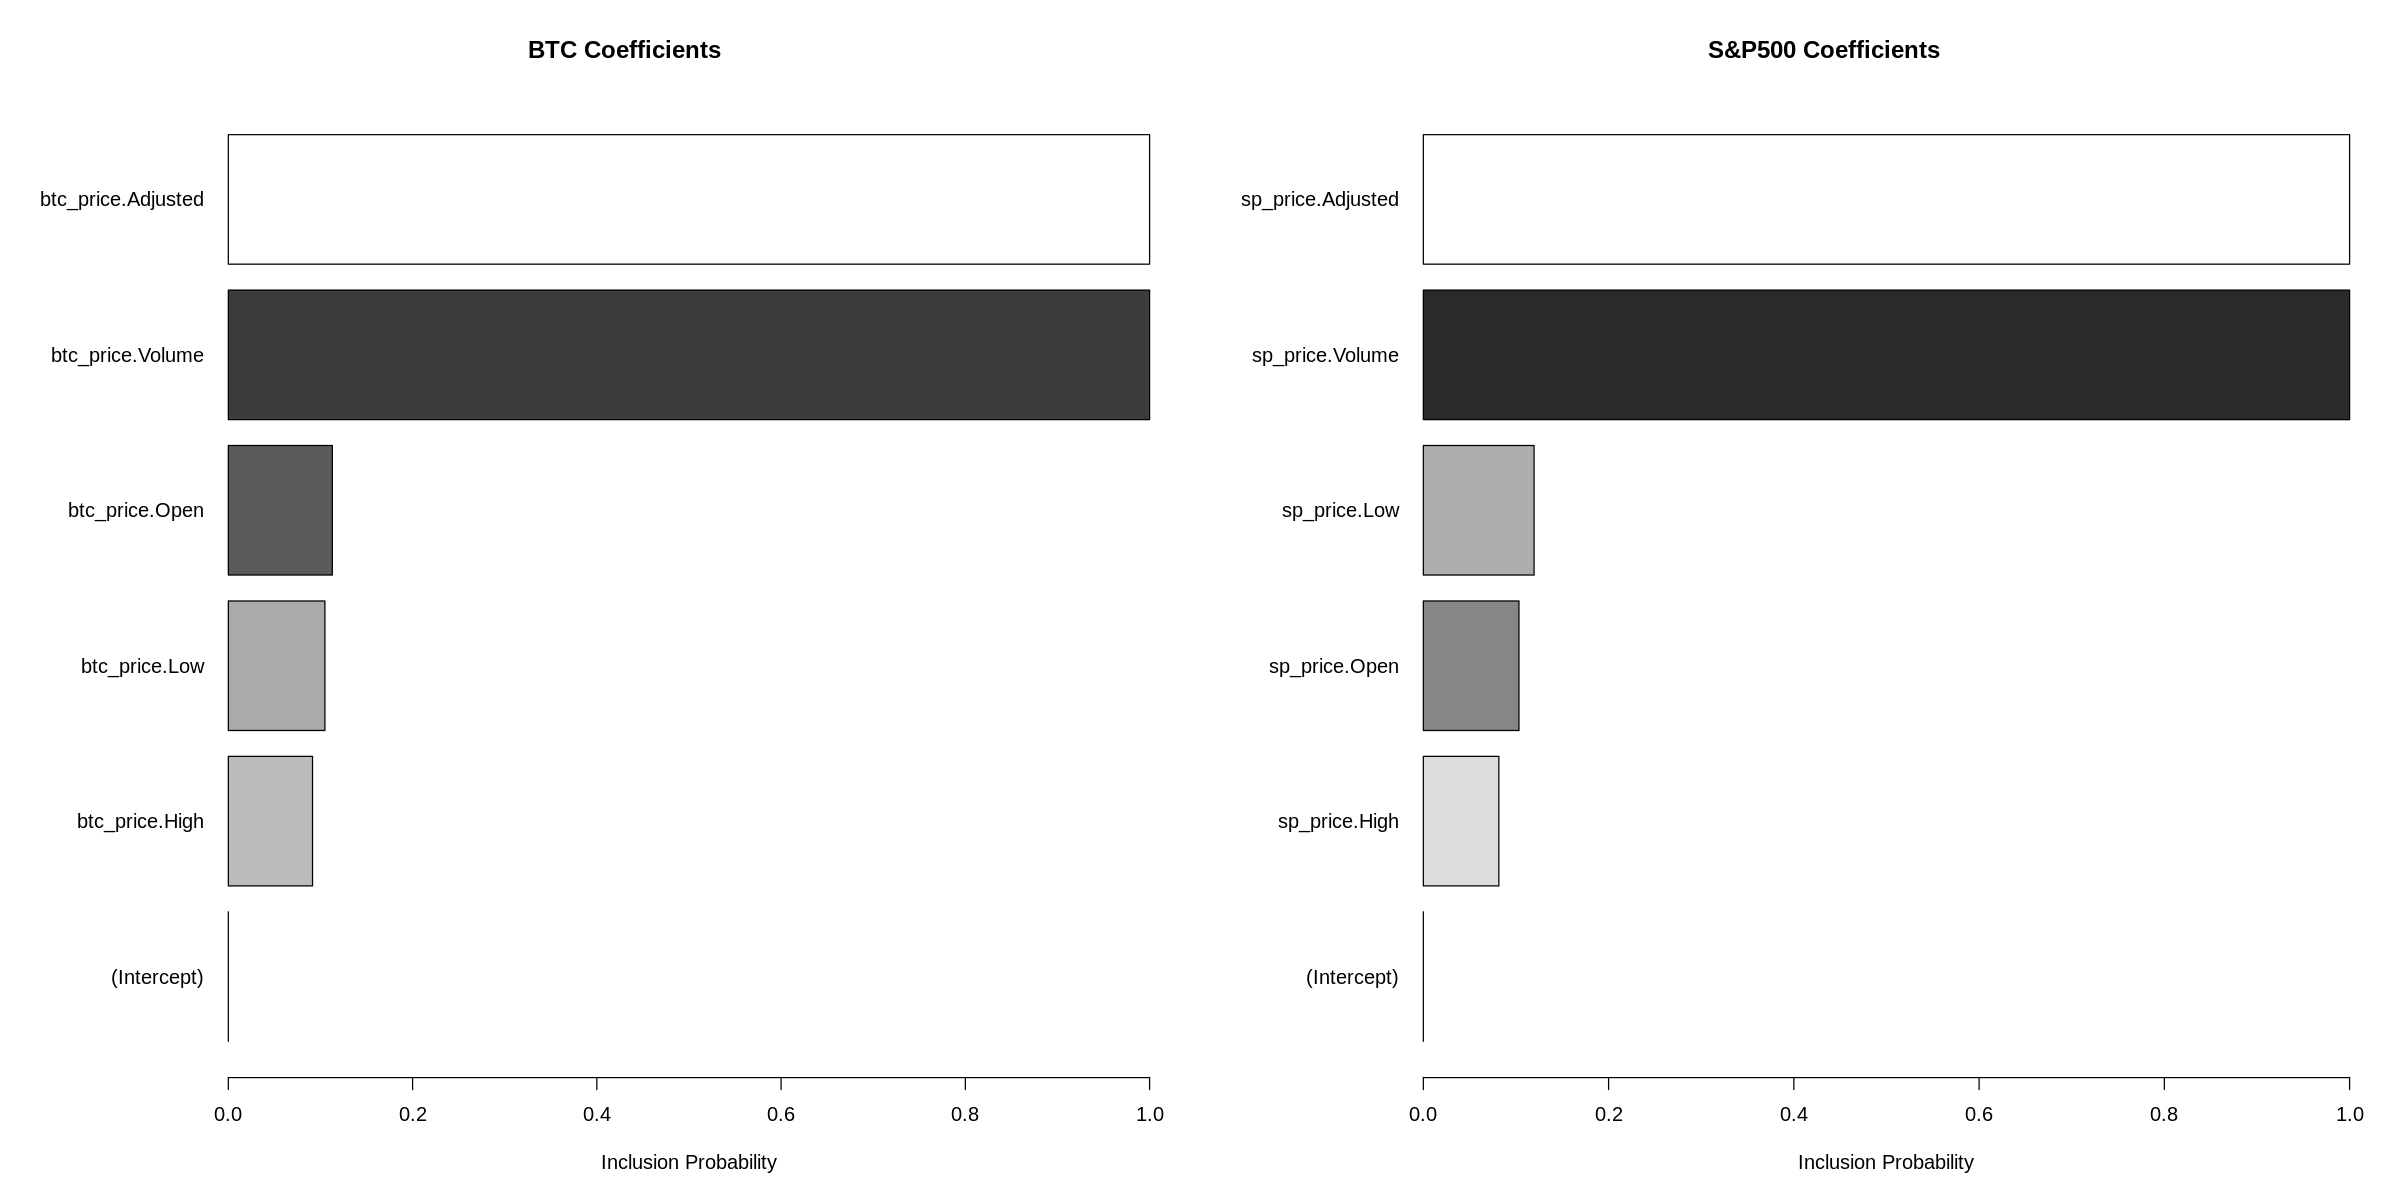 BTC Coefficients
btc_price.Adjusted
btc_price.Volume
btc_price.Open
btc_price.Low
btc_price.High
(Intercept)
0.0 0.2 0.4 0.6 0.8 1.0
Inclusion Probability
S&P500 Coefficients
sp_price.Adjusted
sp_price.Volume
sp_price.Low
sp_price.Open
sp_price.High
(Intercept)
0.0 0.2 0.4 0.6 0.8 1.0
Inclusion Probability